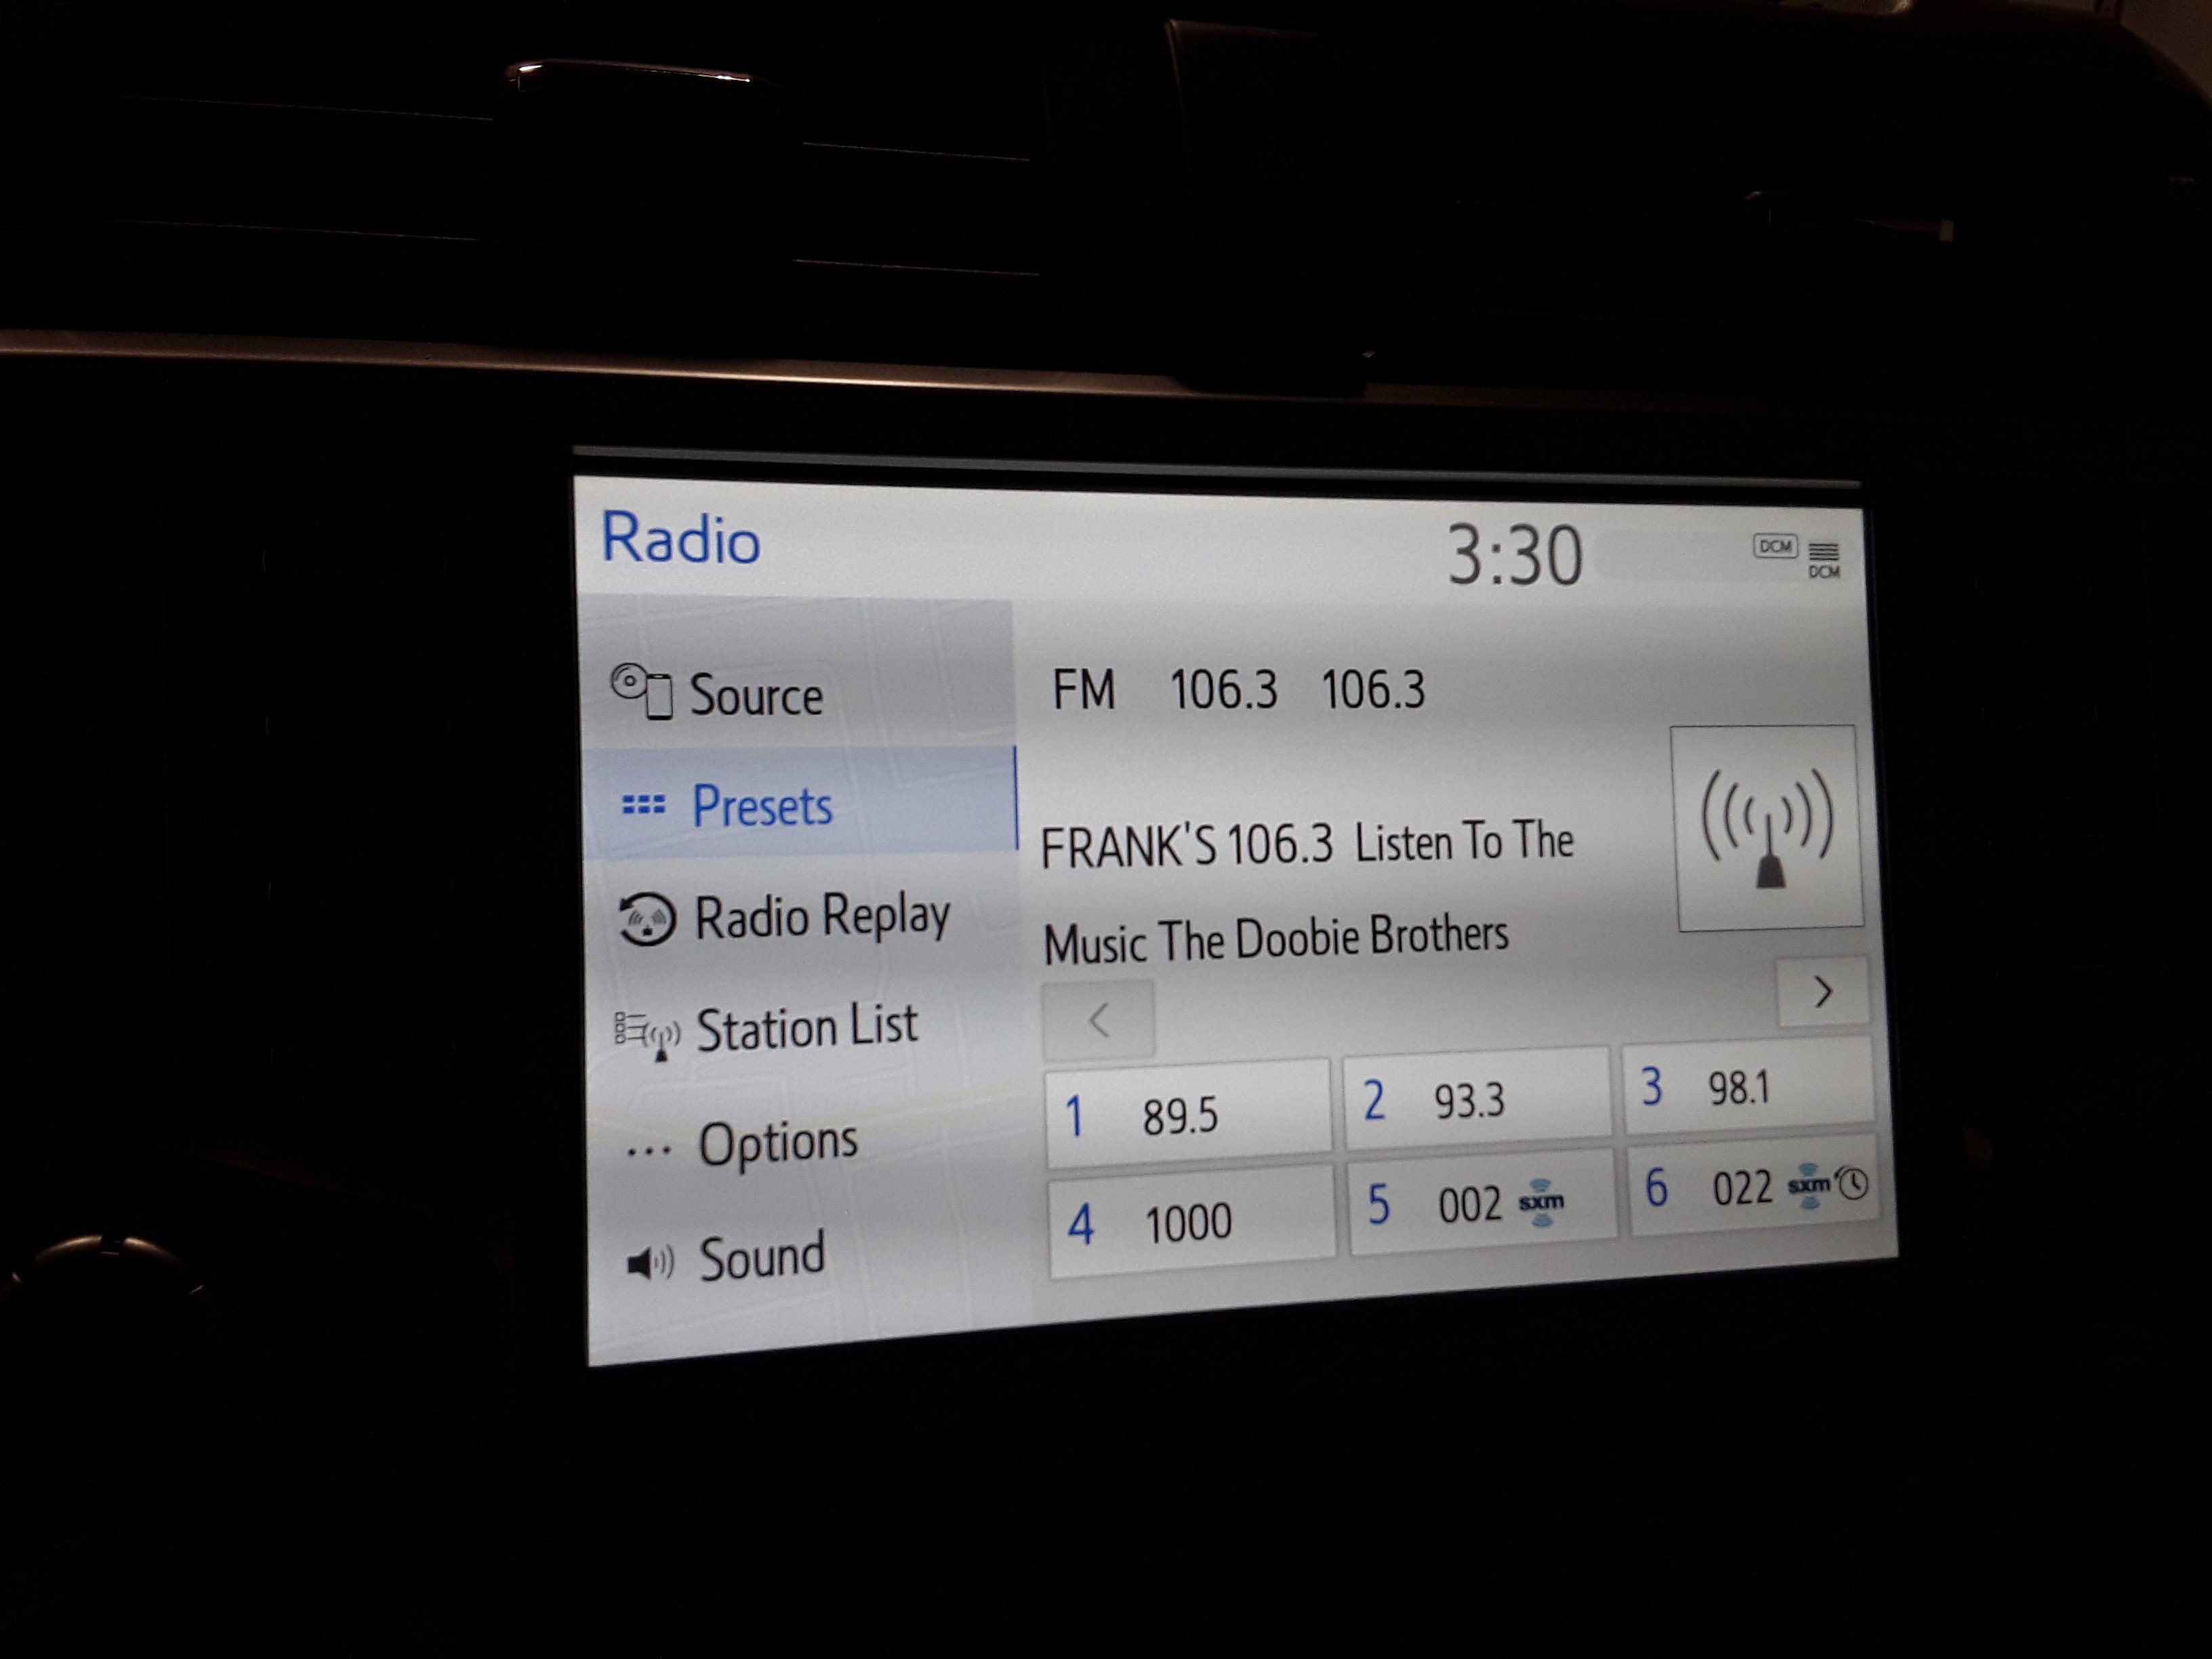 Radio
3:30
DCM
DCM
Source
Presets
Radio Replay
Station List
Options
Sound
FM 106.3 106.3
FRANK'S 106.3 Listen To The
Music The Doobie Brothers
<
>
1 89.5
2 93.3
3 98.1
4 1000
5 002 sxm
6 022 sxm